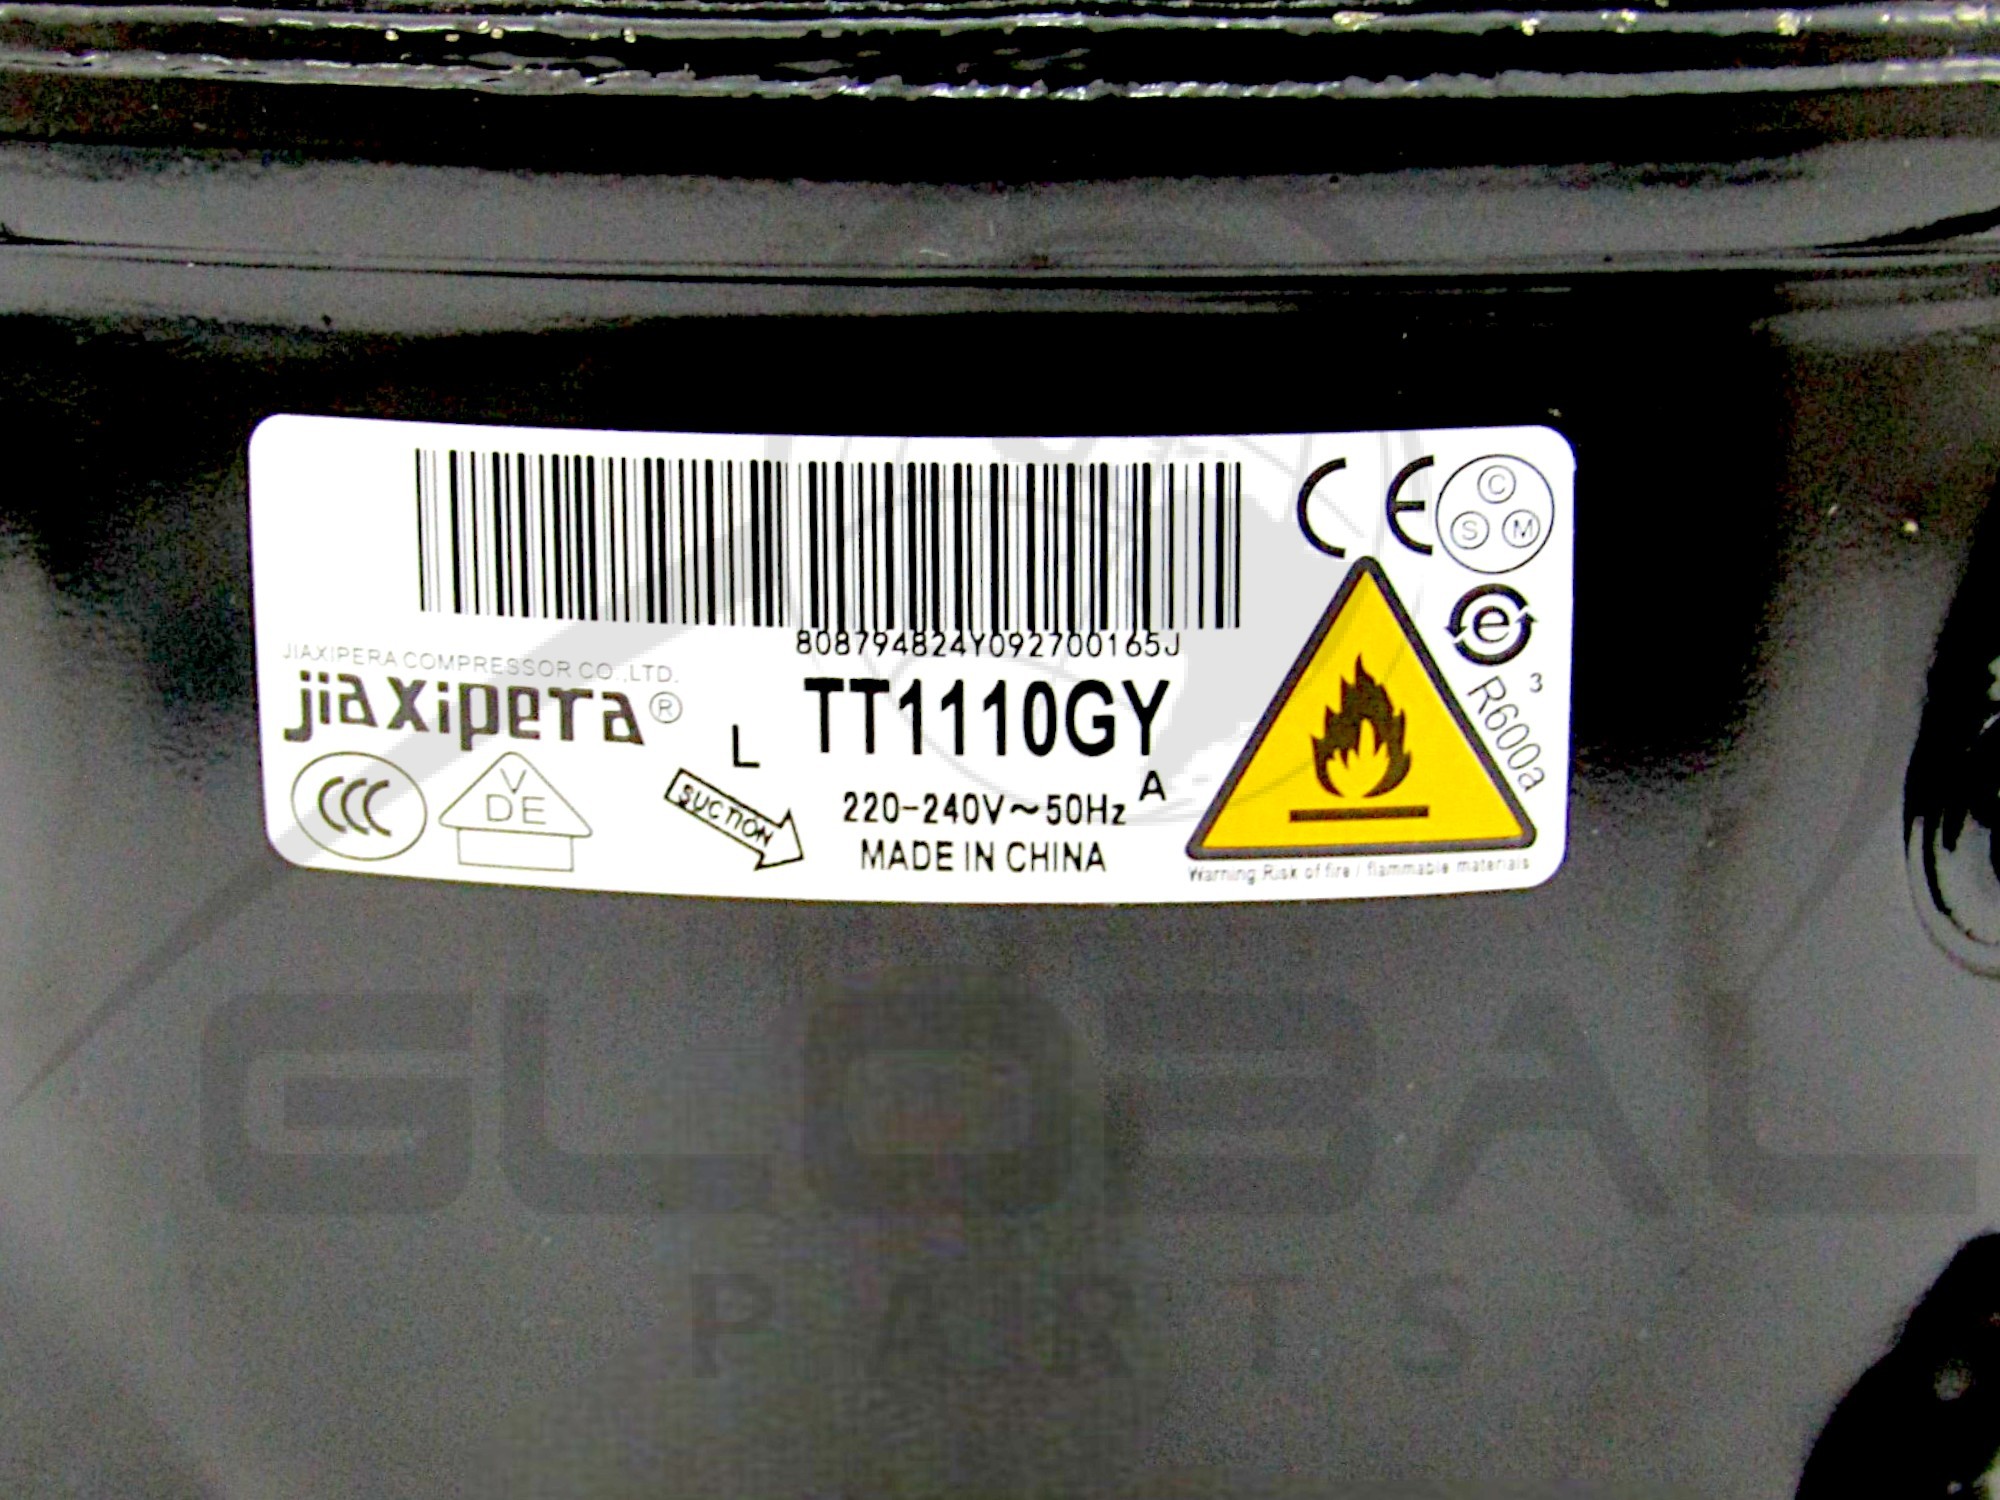 808794824Y092700165J
JIAXIPERA COMPRESSOR CO.,LTD.
jiaxipera®
L
TT1110GY
A
220-240V~50Hz
MADE IN CHINA
SUCTION
CCC
VDE
CE
C
S M
e
3
R600a
Warning:Risk of fire / flammable materials
GLOBAL
PARTS